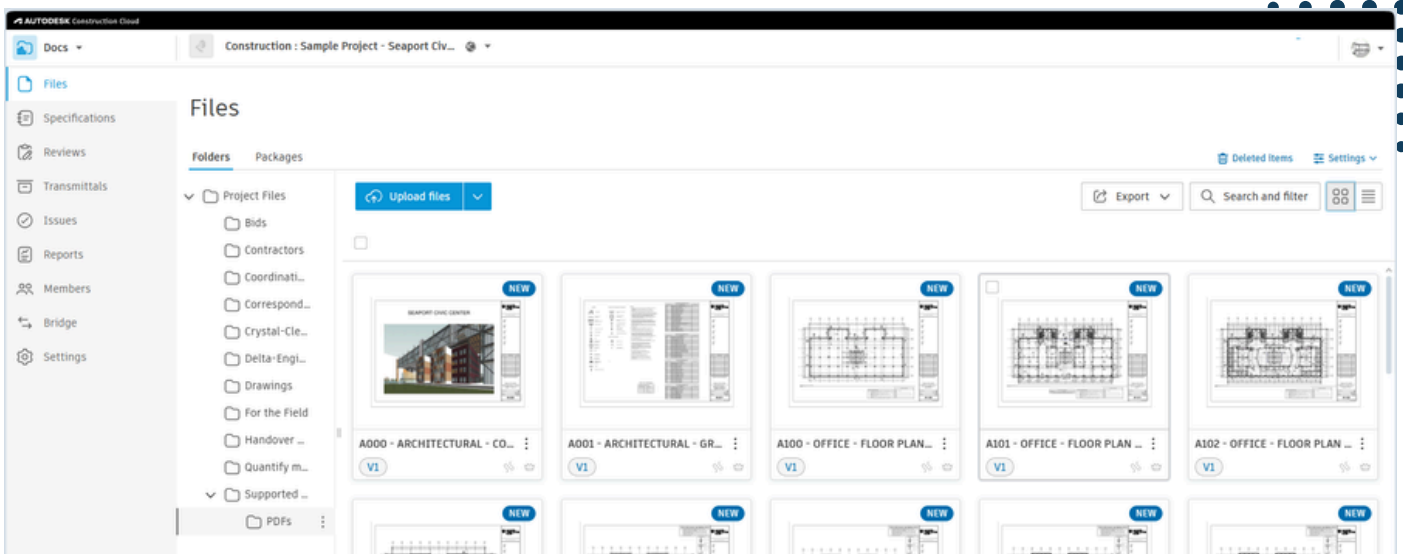 AUTODESK Construction Cloud
Docs
Construction : Sample Project - Seaport Civ...
Files
Specifications
Reviews
Transmittals
Issues
Reports
Members
Bridge
Settings
Files
Folders Packages
Deleted items Settings
Project Files
Bids
Contractors
Coordinati...
Correspond...
Crystal-Cle...
Delta-Engi...
Drawings
For the Field
Handover ...
Quantify m...
Supported ...
PDFs
Upload files
Export Search and filter
NEW NEW NEW NEW NEW
SEAPORT CIVIC CENTER
A000 - ARCHITECTURAL - CO... A001 - ARCHITECTURAL - GR... A100 - OFFICE - FLOOR PLAN... A101 - OFFICE - FLOOR PLAN ... A102 - OFFICE - FLOOR PLAN ...
V1 V1 V1 V1 V1
NEW NEW NEW NEW NEW